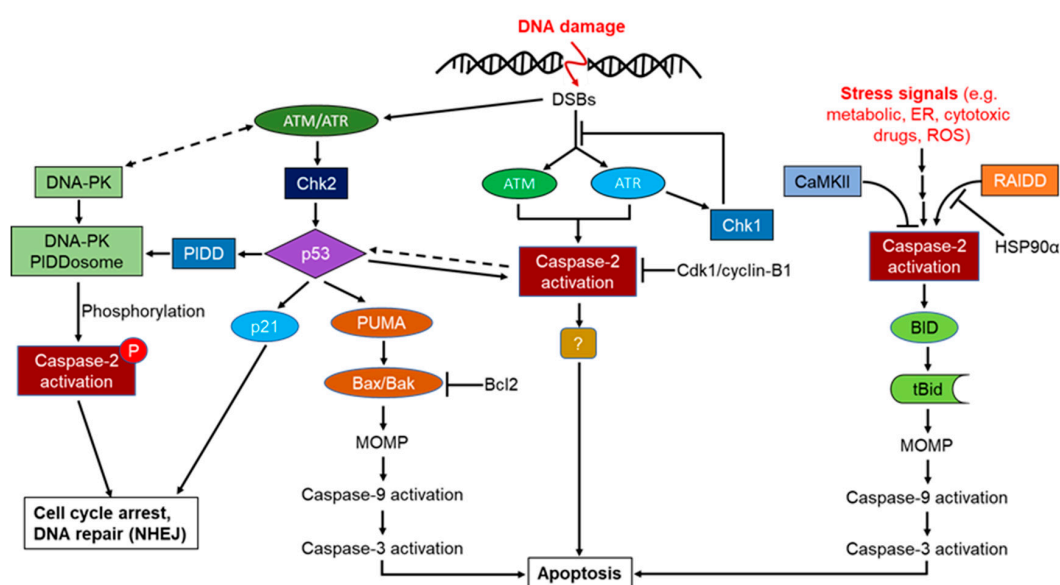 DNA damage
DSBs
Stress signals (e.g.
metabolic, ER, cytotoxic
drugs, ROS)
ATM/ATR
DNA-PK
Chk2
ATM
ATR
CaMKII
RAIDD
Chk1
DNA-PK
PIDDosome
PIDD
p53
Caspase-2
activation
Cdk1/cyclin-B1
Caspase-2
activation
HSP90α
Phosphorylation
p21
PUMA
?
BID
P
Caspase-2
activation
Bax/Bak
Bcl2
tBid
MOMP
MOMP
Cell cycle arrest,
DNA repair (NHEJ)
Caspase-9 activation
Caspase-9 activation
Caspase-3 activation
Caspase-3 activation
Apoptosis